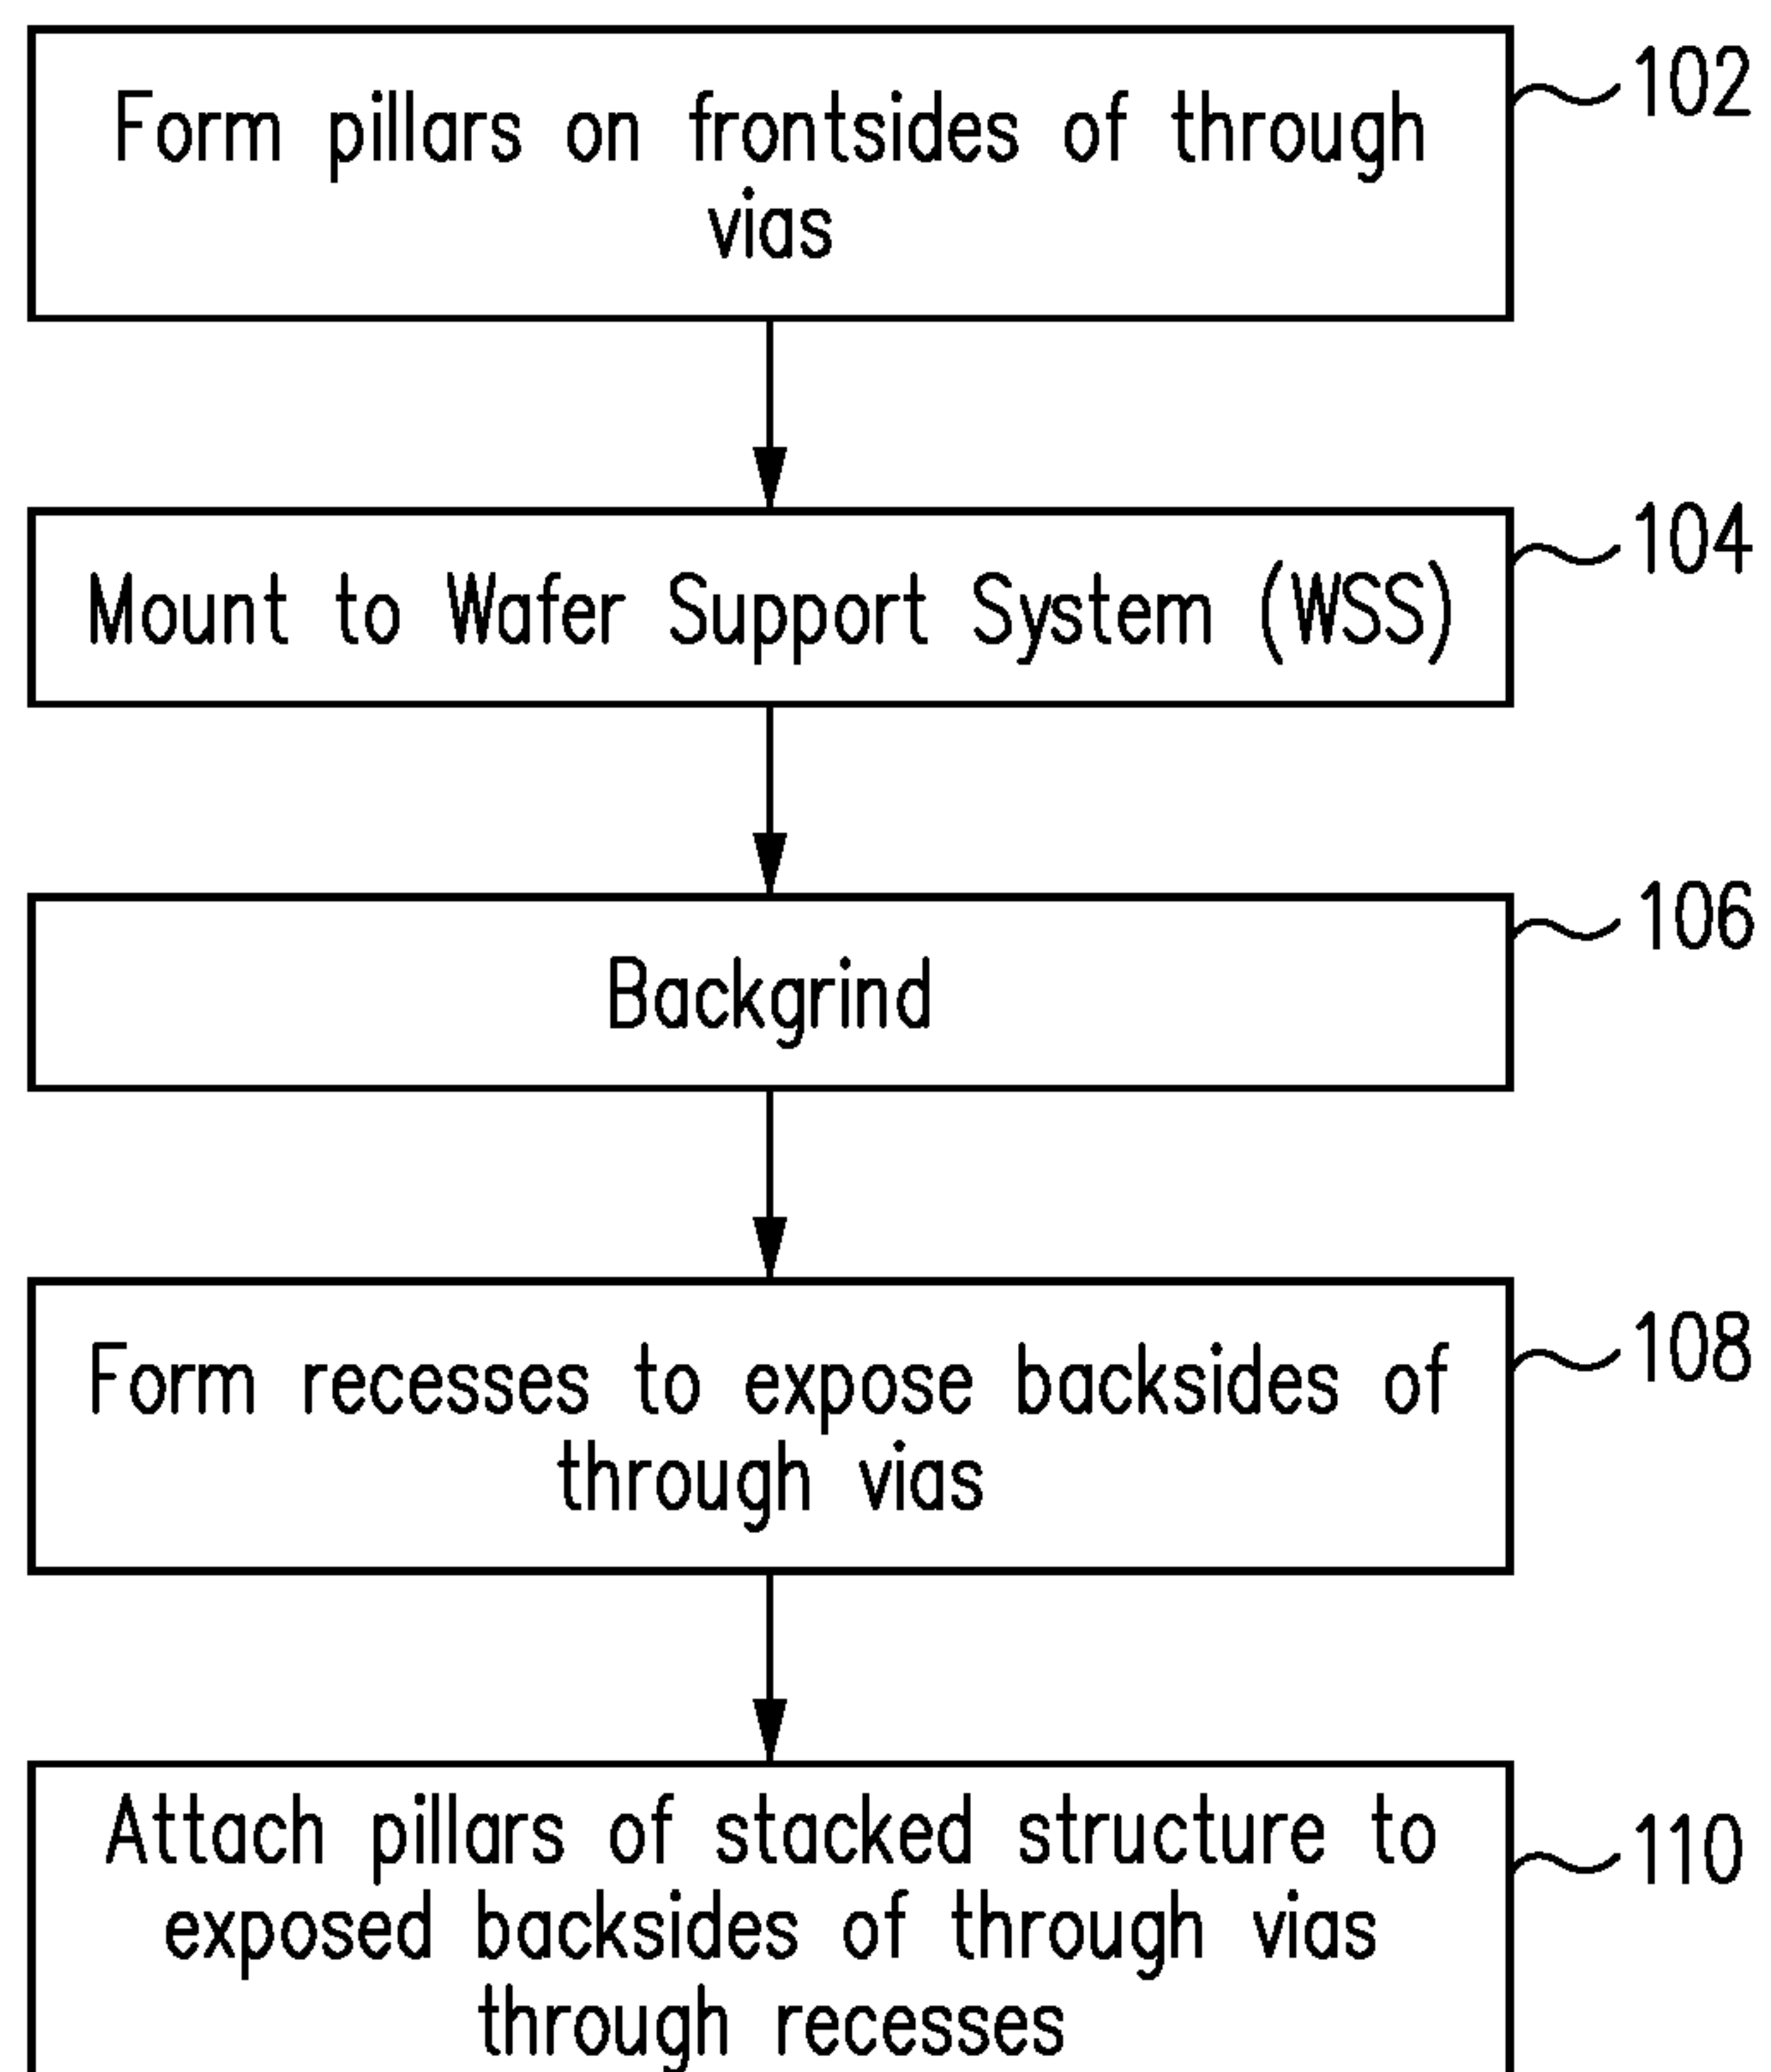 Form pillars on frontsides of through
vias
102
Mount to Wafer Support System (WSS)
104
Backgrind
106
Form recesses to expose backsides of
through vias
108
Attach pillars of stacked structure to
exposed backsides of through vias
through recesses
110